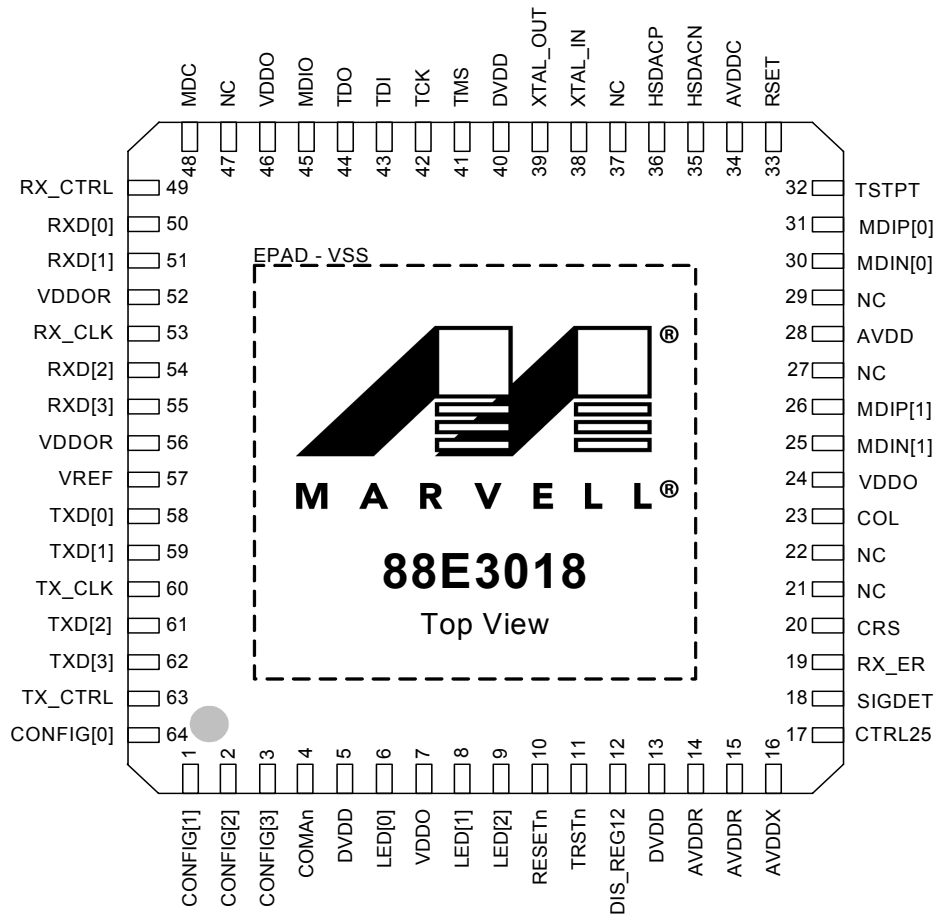 MDC
NC
VDDO
MDIO
TDO
TDI
TCK
TMS
DVDD
XTAL_OUT
XTAL_IN
NC
HSDACP
HSDACN
AVDDC
RSET
48
47
46
45
44
43
42
41
40
39
38
37
36
35
34
33
RX_CTRL 49
RXD[0] 50
RXD[1] 51
VDDOR 52
RX_CLK 53
RXD[2] 54
RXD[3] 55
VDDOR 56
VREF 57
TXD[0] 58
TXD[1] 59
TX_CLK 60
TXD[2] 61
TXD[3] 62
TX_CTRL 63
CONFIG[0] 64
EPAD - VSS
®
MARVELL®
88E3018
Top View
32 TSTPT
31 MDIP[0]
30 MDIN[0]
29 NC
28 AVDD
27 NC
26 MDIP[1]
25 MDIN[1]
24 VDDO
23 COL
22 NC
21 NC
20 CRS
19 RX_ER
18 SIGDET
17 CTRL25
1
2
3
4
5
6
7
8
9
10
11
12
13
14
15
16
CONFIG[1]
CONFIG[2]
CONFIG[3]
COMAn
DVDD
LED[0]
VDDO
LED[1]
LED[2]
RESETn
TRSTn
DIS_REG12
DVDD
AVDDR
AVDDR
AVDDX